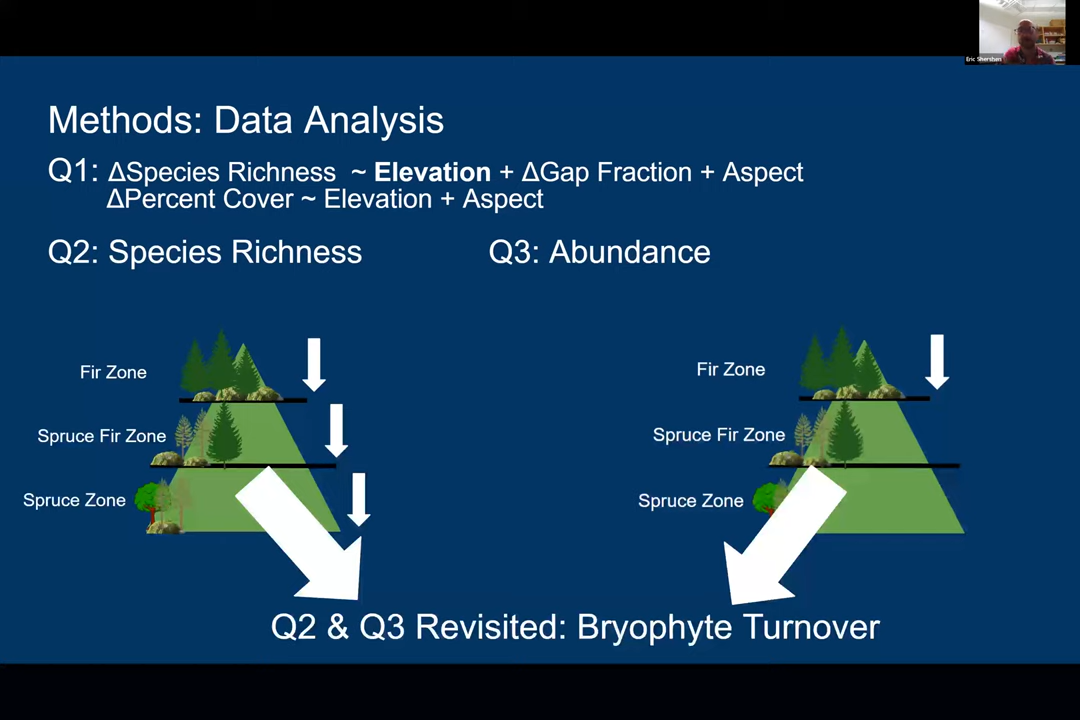 Eric Shershen
Methods: Data Analysis
Q1: ΔSpecies Richness ~ Elevation + ΔGap Fraction + Aspect
ΔPercent Cover ~ Elevation + Aspect
Q2: Species Richness
Q3: Abundance
Fir Zone
Spruce Fir Zone
Spruce Zone
Fir Zone
Spruce Fir Zone
Spruce Zone
Q2 & Q3 Revisited: Bryophyte Turnover